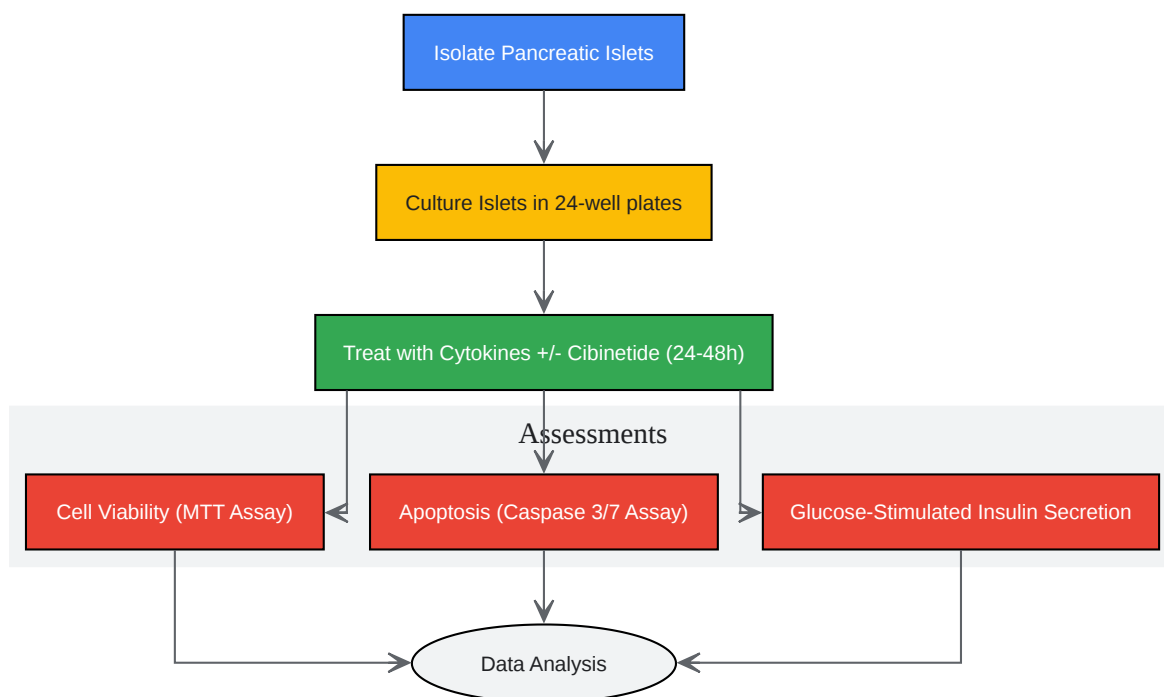 Isolate Pancreatic Islets
Culture Islets in 24-well plates
Treat with Cytokines +/- Cibinetide (24-48h)
Assessments
Cell Viability (MTT Assay)
Apoptosis (Caspase 3/7 Assay)
Glucose-Stimulated Insulin Secretion
Data Analysis